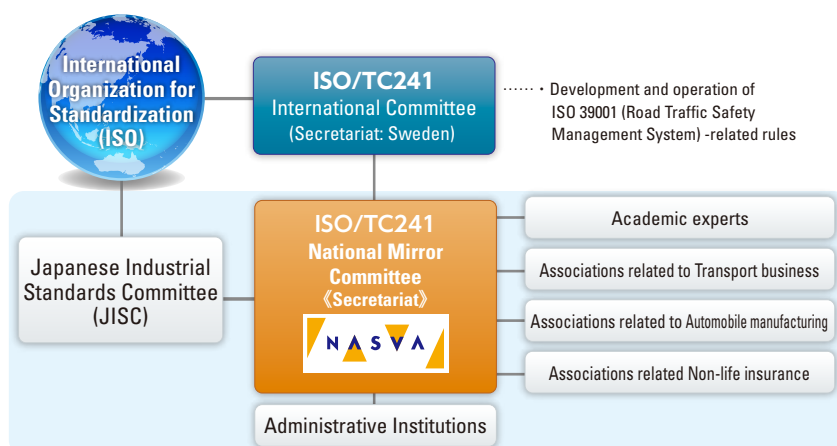 International
Organization for
Standardization
(ISO)
ISO/TC241
International Committee
(Secretariat: Sweden)
……・Development and operation of
ISO 39001 (Road Traffic Safety
Management System) -related rules
Japanese Industrial
Standards Committee
(JISC)
ISO/TC241
National Mirror
Committee
《Secretariat》
NASVA
Academic experts
Associations related to Transport business
Associations related to Automobile manufacturing
Associations related Non-life insurance
Administrative Institutions